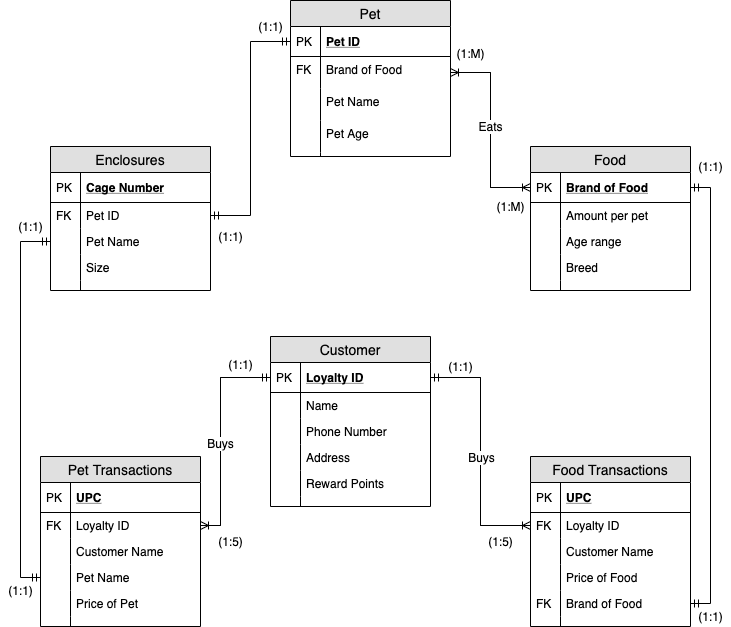 Pet
(1:1)
PK Pet ID
(1:M)
FK Brand of Food
Pet Name
Pet Age
Eats
Enclosures
PK Cage Number
FK Pet ID
(1:1)
(1:1)
Pet Name
Size
Food
(1:1)
PK Brand of Food
(1:M)
Amount per pet
Age range
Breed
Customer
(1:1)
(1:1)
PK Loyalty ID
Name
Phone Number
Address
Reward Points
Buys
Buys
Pet Transactions
PK UPC
FK Loyalty ID
(1:5)
Customer Name
Pet Name
(1:1)
Price of Pet
Food Transactions
PK UPC
FK Loyalty ID
(1:5)
Customer Name
Price of Food
FK Brand of Food
(1:1)